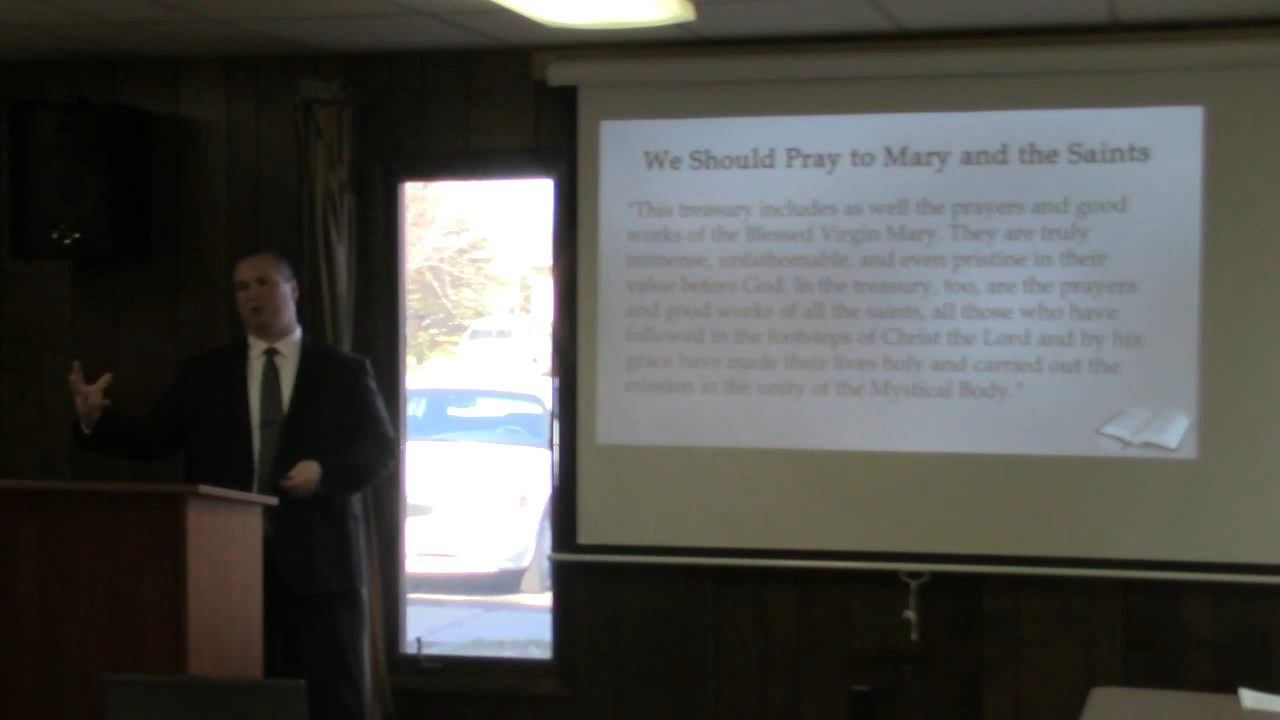 We Should Pray to Mary and the Saints
"This treasury includes as well the prayers and good
works of the Blessed Virgin Mary. They are truly
immense, unfathomable, and even pristine in their
value before God. In the treasury, too, are the prayers
and good works of all the saints, all those who have
followed in the footsteps of Christ the Lord and by his
grace have made their lives holy and carried out the
mission in the unity of the Mystical Body."